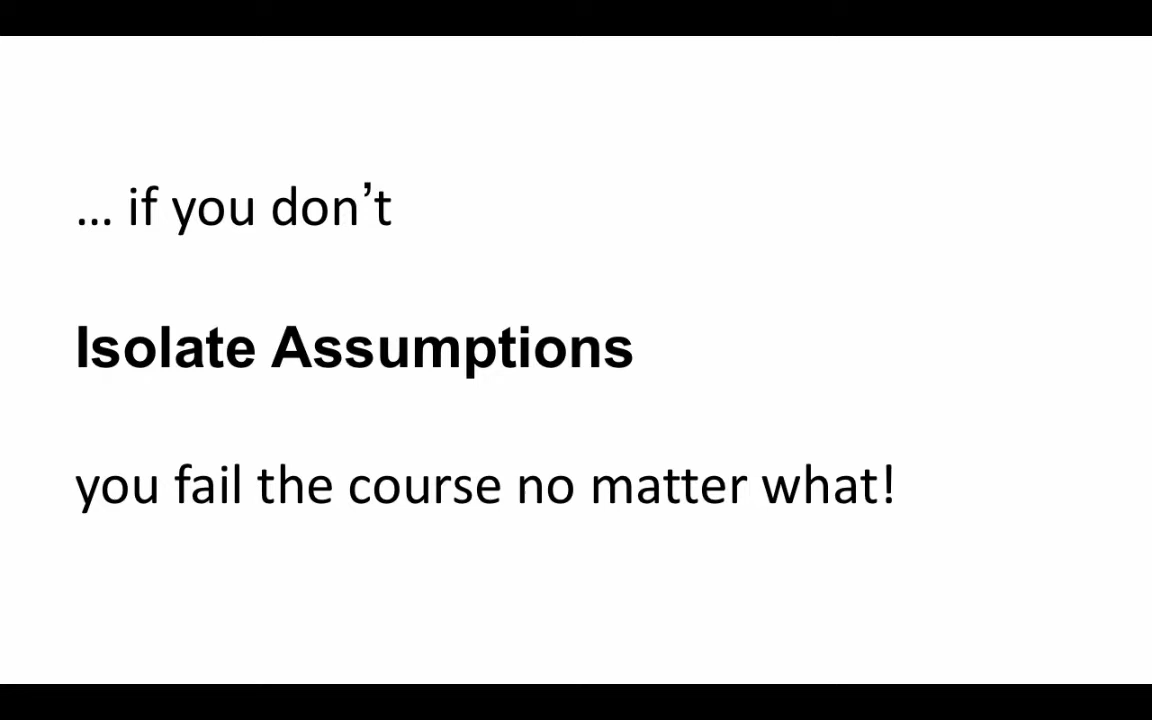 … if you don’t
Isolate Assumptions
you fail the course no matter what!